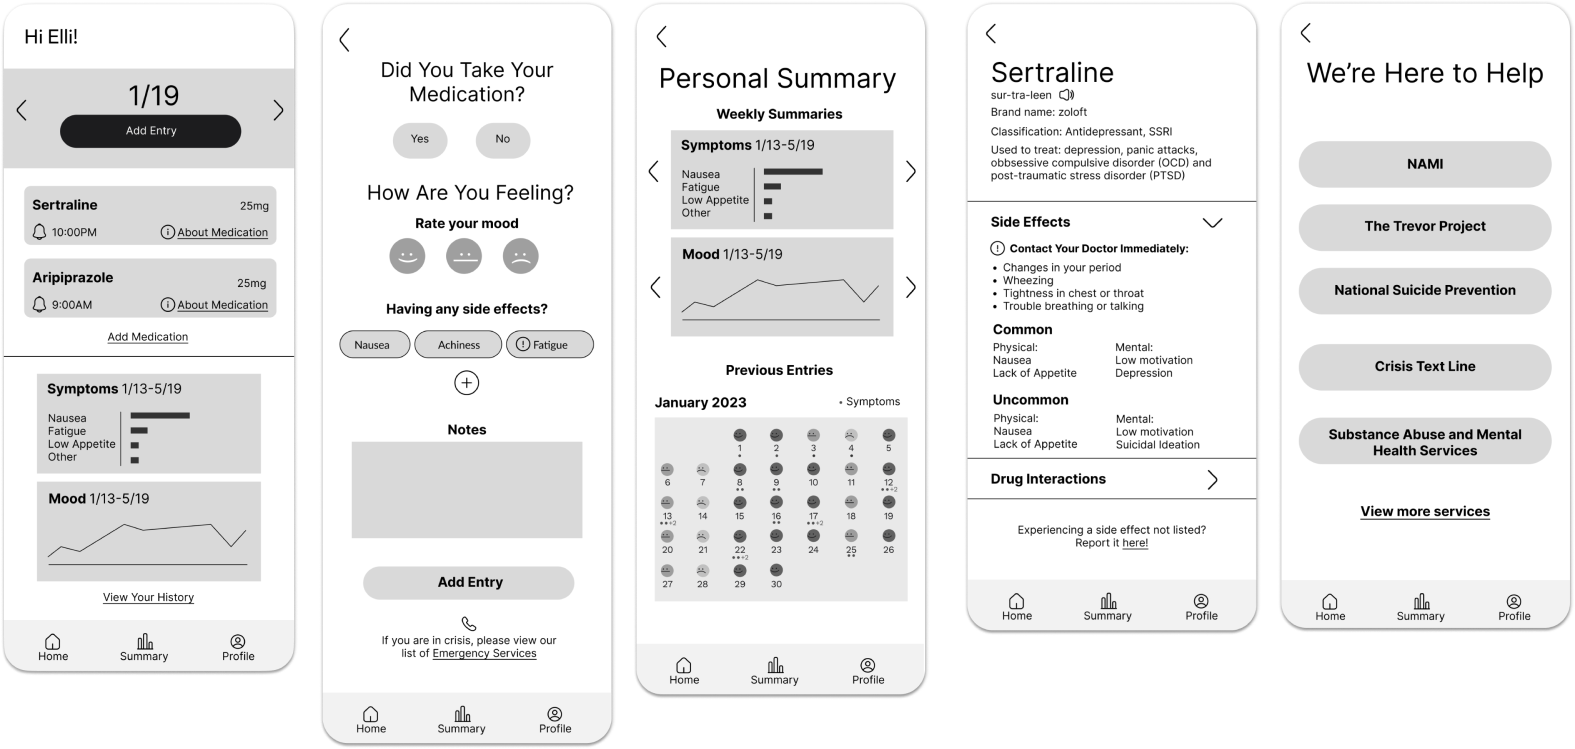 Hi Elli!
1/19
Add Entry
Sertraline 25mg
10:00PM About Medication
Aripiprazole 25mg
9:00AM About Medication
Add Medication
Symptoms 1/13-5/19
Nausea
Fatigue
Low Appetite
Other
Mood 1/13-5/19
View Your History
Home Summary Profile
Did You Take Your
Medication?
Yes No
How Are You Feeling?
Rate your mood
Having any side effects?
Nausea Achiness Fatigue
Notes
Add Entry
If you are in crisis, please view our
list of Emergency Services
Home Summary Profile
Personal Summary
Weekly Summaries
Symptoms 1/13-5/19
Nausea
Fatigue
Low Appetite
Other
Mood 1/13-5/19
Previous Entries
January 2023 • Symptoms
1 2 3 4 5
6 7 8 9 10 11 12
+2
13 14 15 16 17 18 19
+2 +2
20 21 22 23 24 25 26
+2
27 28 29 30
Home Summary Profile
Sertraline
sur-tra-leen
Brand name: zoloft
Classification: Antidepressant, SSRI
Used to treat: depression, panic attacks,
obbsessive compulsive disorder (OCD) and
post-traumatic stress disorder (PTSD)
Side Effects
Contact Your Doctor Immediately:
• Changes in your period
• Wheezing
• Tightness in chest or throat
• Trouble breathing or talking
Common
Physical: Mental:
Nausea Low motivation
Lack of Appetite Depression
Uncommon
Physical: Mental:
Nausea Low motivation
Lack of Appetite Suicidal Ideation
Drug Interactions
Experiencing a side effect not listed?
Report it here!
Home Summary Profile
We're Here to Help
NAMI
The Trevor Project
National Suicide Prevention
Crisis Text Line
Substance Abuse and Mental
Health Services
View more services
Home Summary Profile